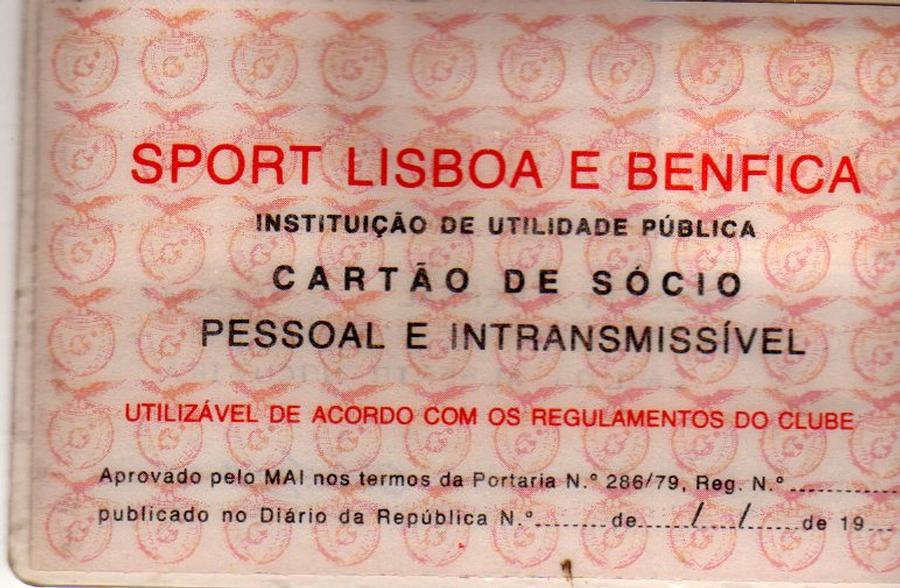 SPORT LISBOA E BENFICA
INSTITUIÇÃO DE UTILIDADE PÚBLICA
CARTÃO DE SÓCIO
PESSOAL E INTRANSMISSÍVEL
UTILIZÁVEL DE ACORDO COM OS REGULAMENTOS DO CLUBE
Aprovado pelo MAI nos termos da Portaria N.º 286/79, Reg. N.º ............
publicado no Diário da República N.º ........ de ....../....../...... de 19....